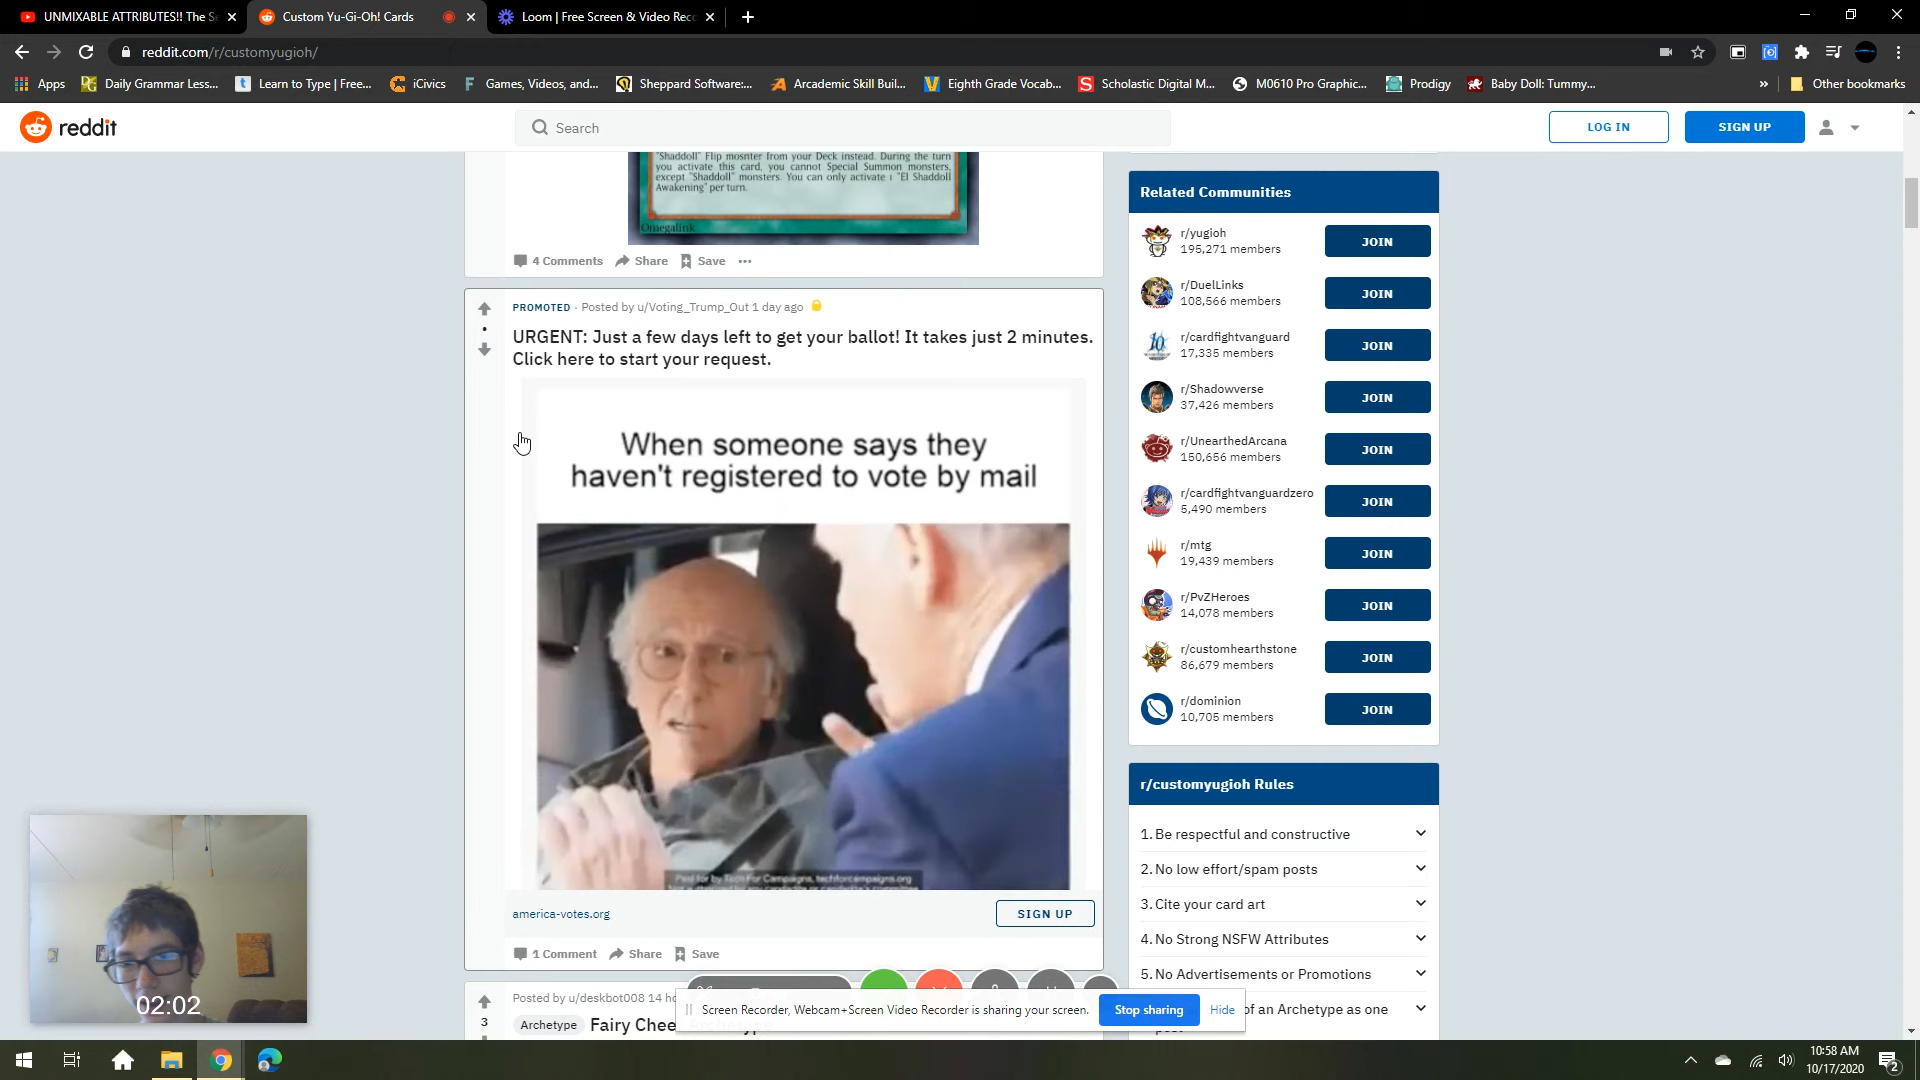 UNMIXABLE ATTRIBUTES!! The Se
Custom Yu-Gi-Oh! Cards
Loom | Free Screen & Video Rec
reddit.com/r/customyugioh/
Apps
Daily Grammar Less...
Learn to Type | Free...
iCivics
Games, Videos, and...
Sheppard Software:...
Arcademic Skill Buil...
Eighth Grade Vocab...
Scholastic Digital M...
M0610 Pro Graphic...
Prodigy
Baby Doll: Tummy...
»
Other bookmarks
reddit
Search
LOG IN
SIGN UP
"Shaddoll" Flip mosnter from your Deck instead. During the turn
you activate this card, you cannot Special Summon monsters,
except "Shaddoll" monsters. You can only activate 1 "El Shaddoll
Awakening" per turn.
Omegalink
4 Comments
Share
Save
PROMOTED · Posted by u/Voting_Trump_Out 1 day ago
URGENT: Just a few days left to get your ballot! It takes just 2 minutes.
Click here to start your request.
When someone says they
haven't registered to vote by mail
Paid for by Tech For Campaigns, techforcampaigns.org
Not authorized by any candidate or candidate's committee
america-votes.org
SIGN UP
1 Comment
Share
Save
Posted by u/deskbot008 14 ho
3
Archetype
Fairy Chee
Related Communities
r/yugioh
195,271 members
JOIN
r/DuelLinks
108,566 members
JOIN
r/cardfightvanguard
17,335 members
JOIN
r/Shadowverse
37,426 members
JOIN
r/UnearthedArcana
150,656 members
JOIN
r/cardfightvanguardzero
5,490 members
JOIN
r/mtg
19,439 members
JOIN
r/PvZHeroes
14,078 members
JOIN
r/customhearthstone
86,679 members
JOIN
r/dominion
10,705 members
JOIN
r/customyugioh Rules
1. Be respectful and constructive
2. No low effort/spam posts
3. Cite your card art
4. No Strong NSFW Attributes
5. No Advertisements or Promotions
of an Archetype as one
02:02
Screen Recorder, Webcam+Screen Video Recorder is sharing your screen.
Stop sharing
Hide
10:58 AM
10/17/2020
2